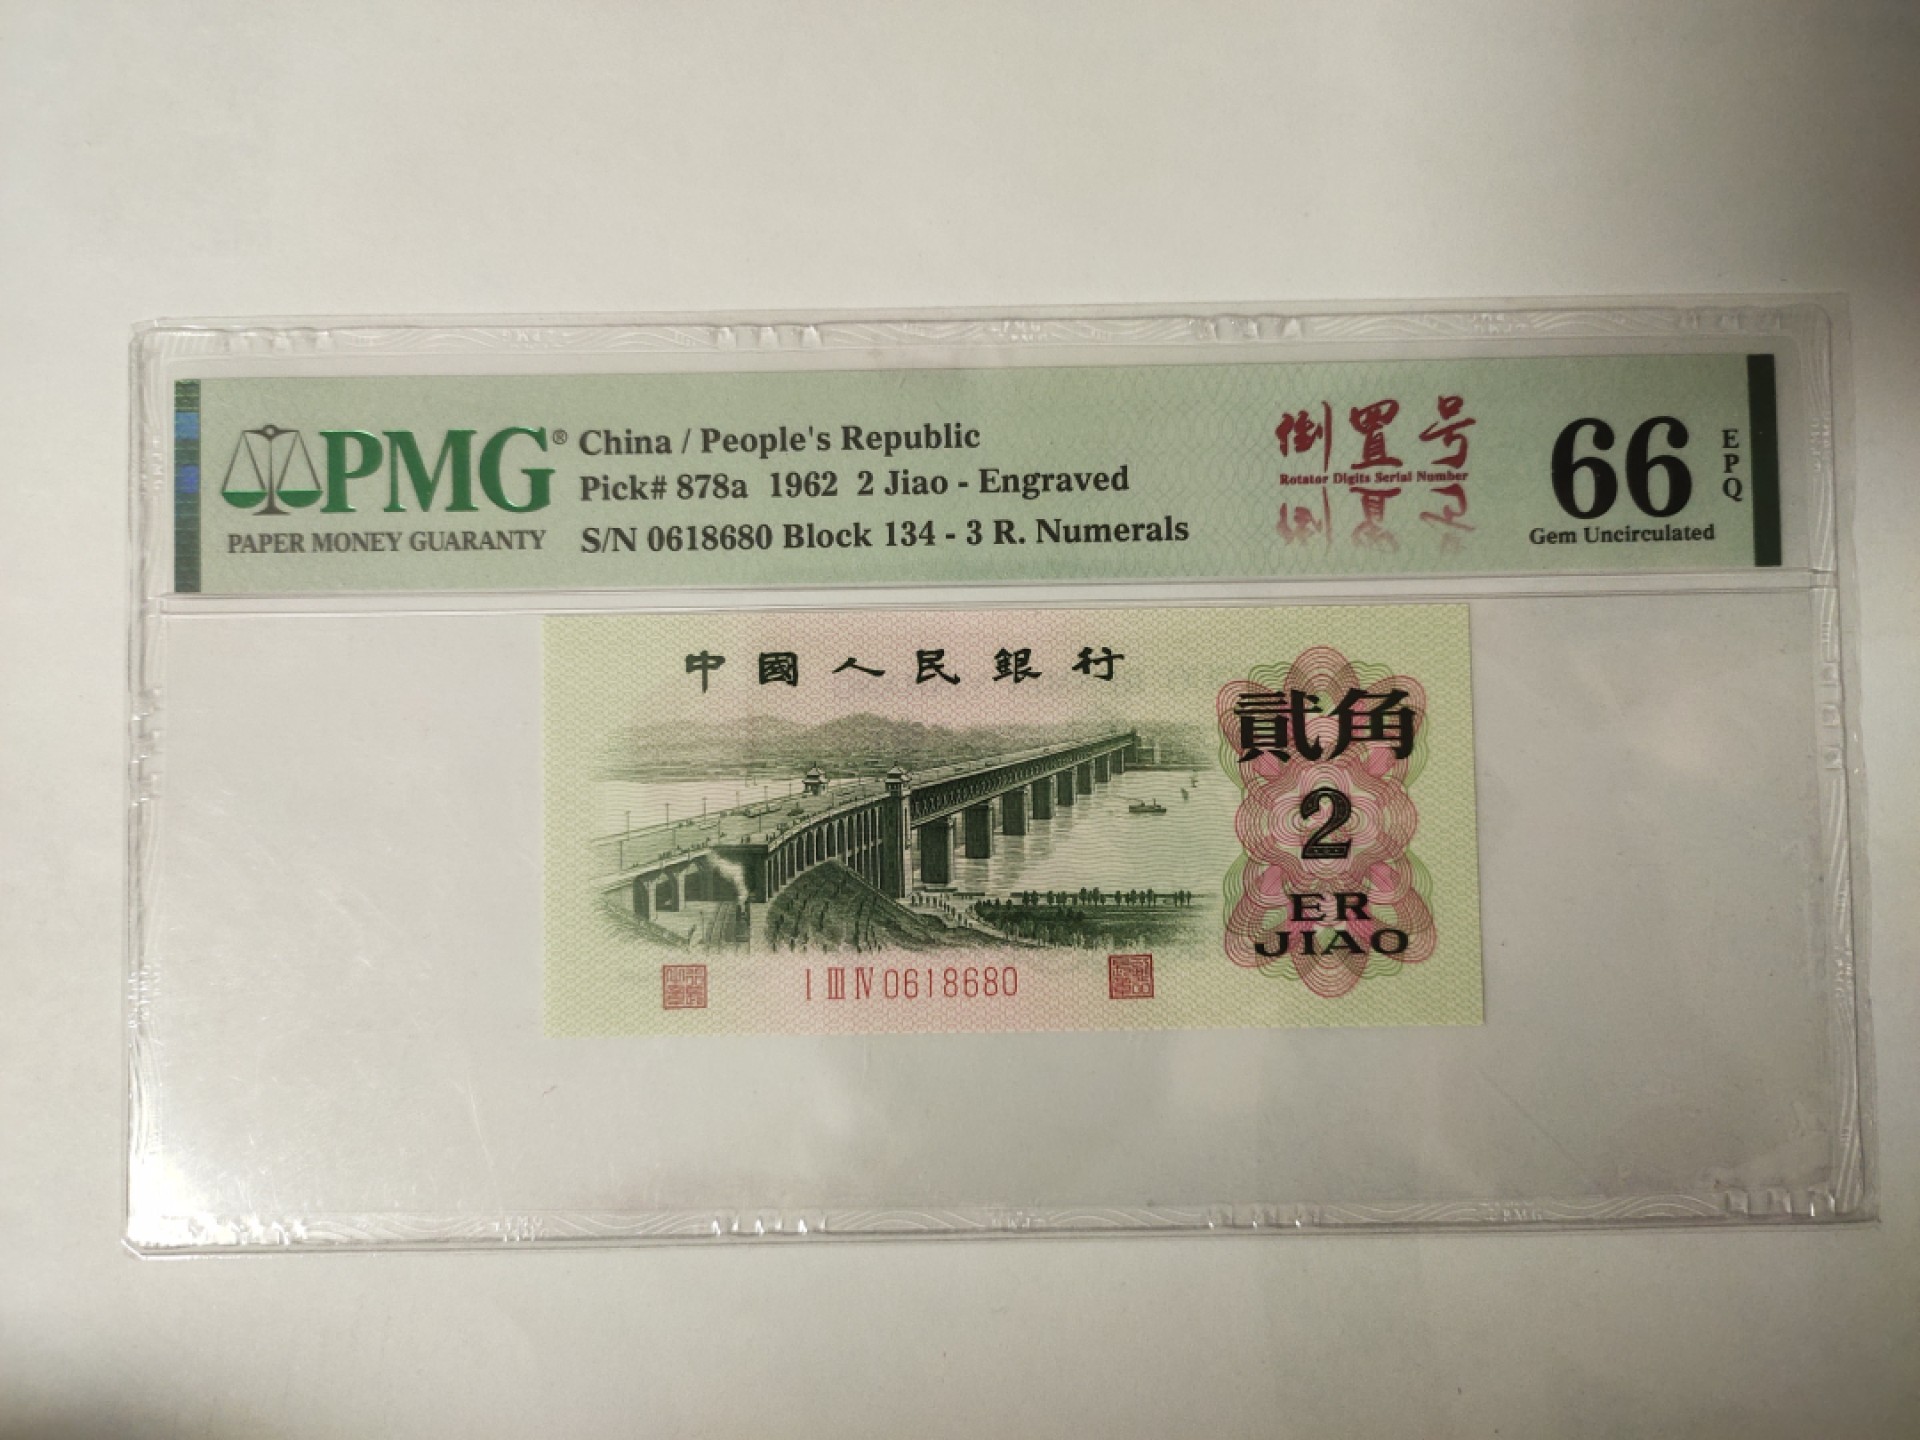 PMG®
PAPER MONEY GUARANTY
China / People's Republic
Pick# 878a 1962 2 Jiao - Engraved
S/N 0618680 Block 134 - 3 R. Numerals
倒置号
Rotator Digits Serial Number
66
EPQ
Gem Uncirculated
中國人民銀行
貳角
2
ER
JIAO
I III IV 0618680